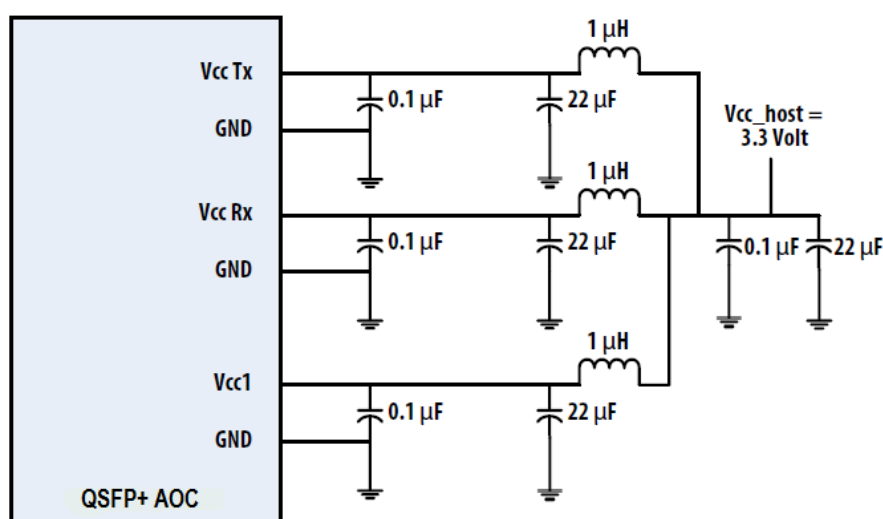 1 μH
Vcc Tx
0.1 μF
22 μF
GND
Vcc_host =
3.3 Volt
1 μH
Vcc Rx
0.1 μF
22 μF
0.1 μF
22 μF
GND
1 μH
Vcc1
0.1 μF
22 μF
GND
QSFP+ AOC